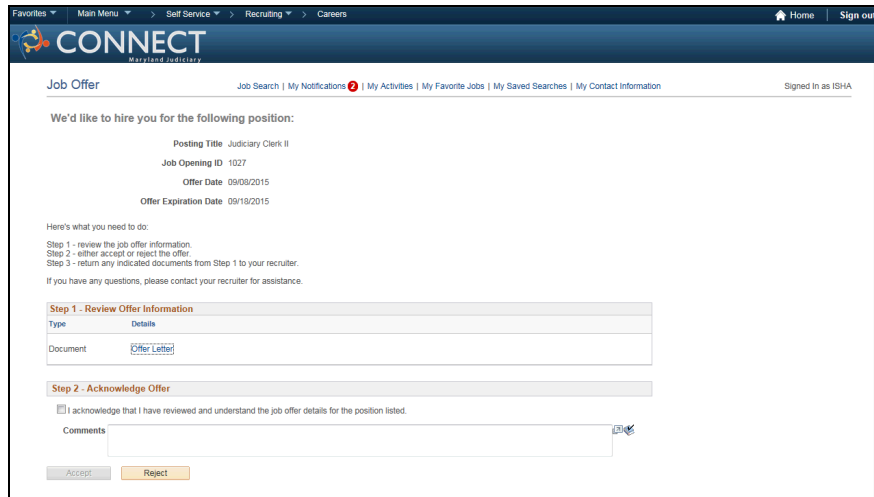 Favorites Main Menu > Self Service > Recruiting > Careers Home Sign out
CONNECT
Maryland Judiciary
Job Offer Job Search | My Notifications 2 | My Activities | My Favorite Jobs | My Saved Searches | My Contact Information Signed In as ISHA
We'd like to hire you for the following position:
Posting Title Judiciary Clerk II
Job Opening ID 1027
Offer Date 09/08/2015
Offer Expiration Date 09/18/2015
Here's what you need to do:
Step 1 - review the job offer information.
Step 2 - either accept or reject the offer.
Step 3 - return any indicated documents from Step 1 to your recruiter.
If you have any questions, please contact your recruiter for assistance.
Step 1 - Review Offer Information
Type Details
Document Offer Letter
Step 2 - Acknowledge Offer
I acknowledge that I have reviewed and understand the job offer details for the position listed.
Comments
Accept Reject